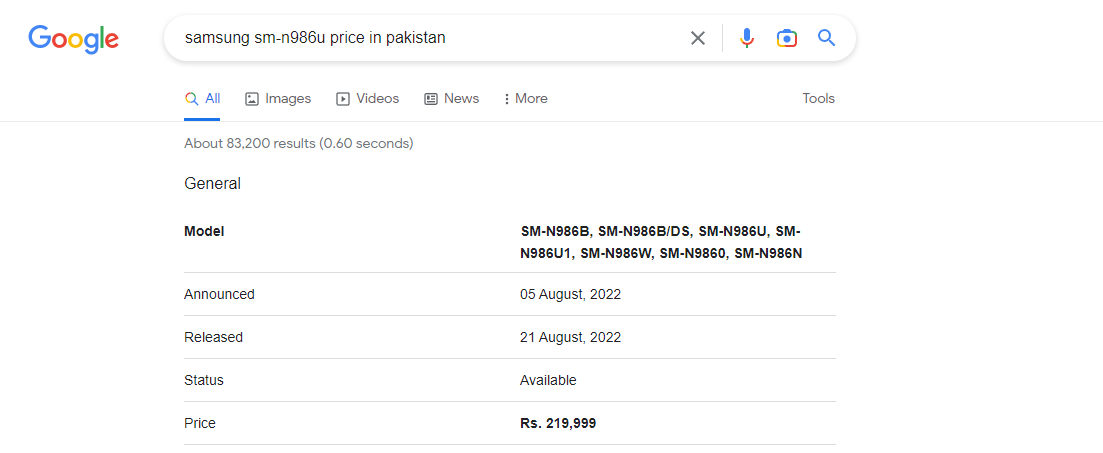 Google
samsung sm-n986u price in pakistan
All Images Videos News More Tools
About 83,200 results (0.60 seconds)
General
Model SM-N986B, SM-N986B/DS, SM-N986U, SM-
N986U1, SM-N986W, SM-N9860, SM-N986N
Announced 05 August, 2022
Released 21 August, 2022
Status Available
Price Rs. 219,999